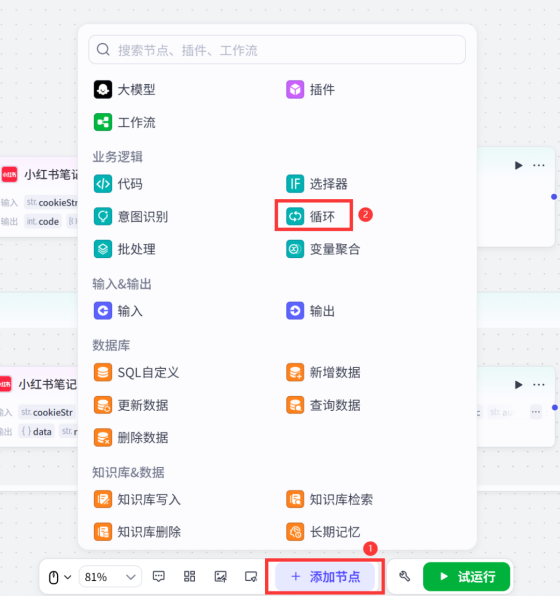 搜索节点、插件、工作流
大模型
插件
工作流
业务逻辑
代码
IF 选择器
意图识别
循环
2
批处理
变量聚合
输入&输出
输入
输出
数据库
SQL自定义
新增数据
更新数据
查询数据
删除数据
知识库&数据
知识库写入
知识库检索
知识库删除
长期记忆
小红书笔记
输入 str. cookieStr
输出 int. code
小红书笔记
输入 str. cookieStr
输出 { } data str.
1
81%
添加节点
试运行